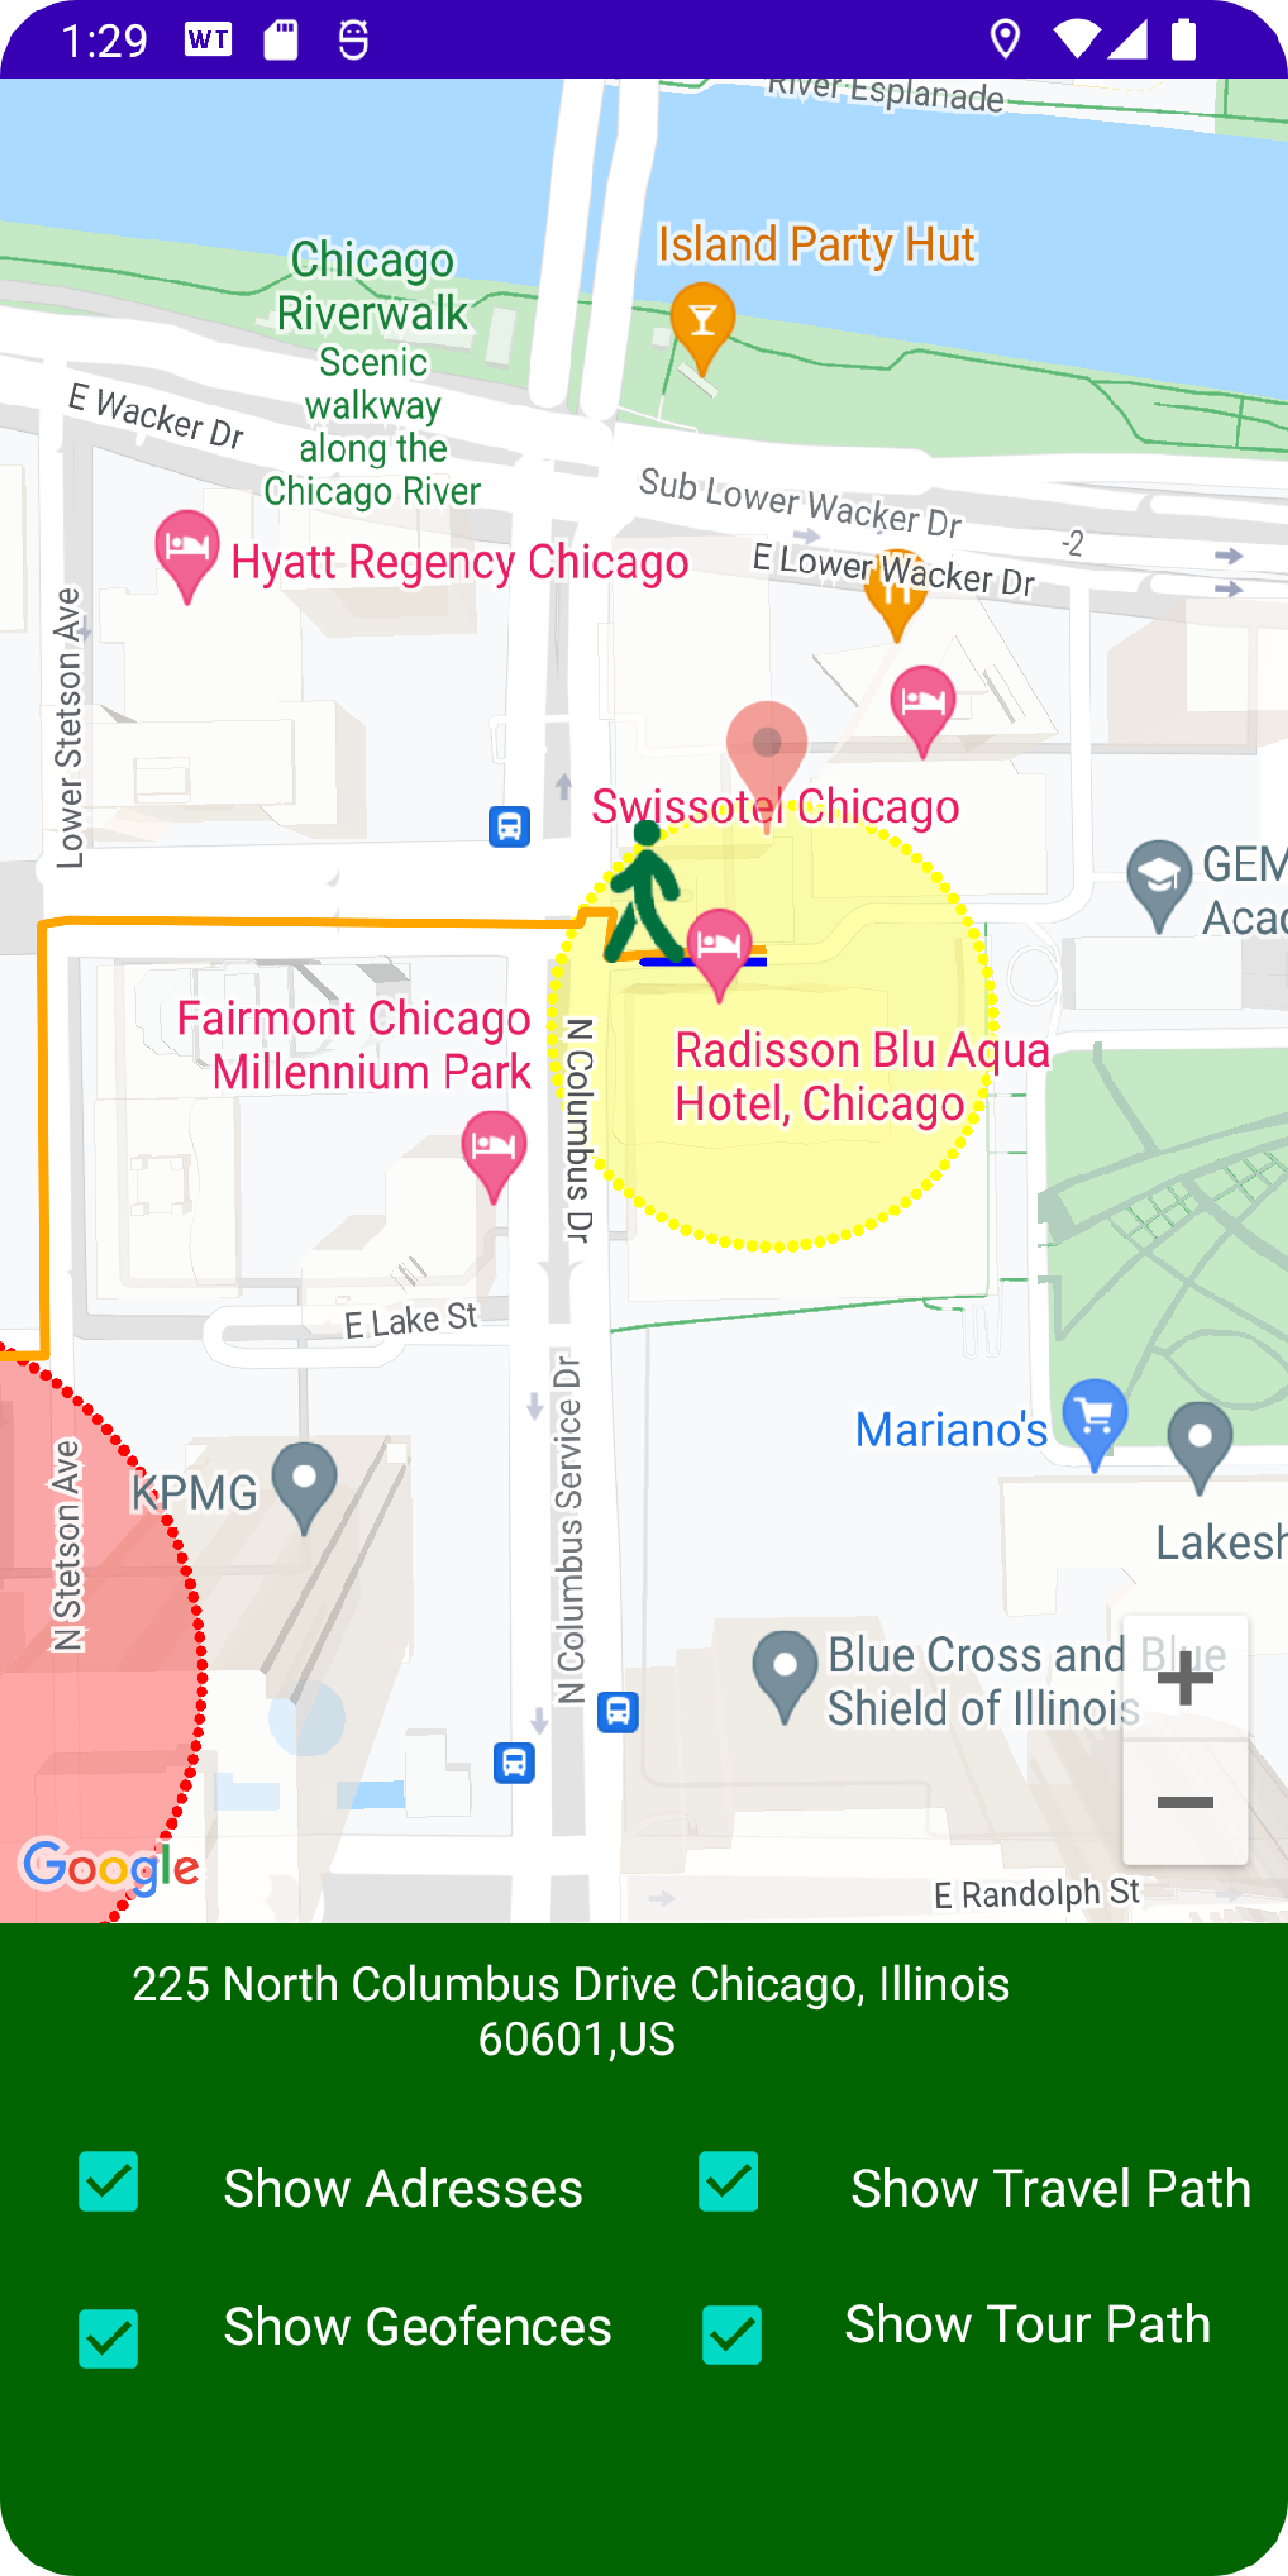 1:29 WT
River Esplanade
Island Party Hut
Chicago
Riverwalk
Scenic
walkway
along the
Chicago River
E Wacker Dr
Sub Lower Wacker Dr
-2
E Lower Wacker Dr
Hyatt Regency Chicago
Lower Stetson Ave
Swissotel Chicago
GEM
Acad
Fairmont Chicago
Millennium Park
N Columbus Dr
Radisson Blu Aqua
Hotel, Chicago
E Lake St
N Columbus Service Dr
Mariano's
N Stetson Ave
KPMG
Lakesh
Blue Cross and Blue
Shield of Illinois
+
−
Google
E Randolph St
225 North Columbus Drive Chicago, Illinois
60601,US
Show Adresses
Show Travel Path
Show Geofences
Show Tour Path